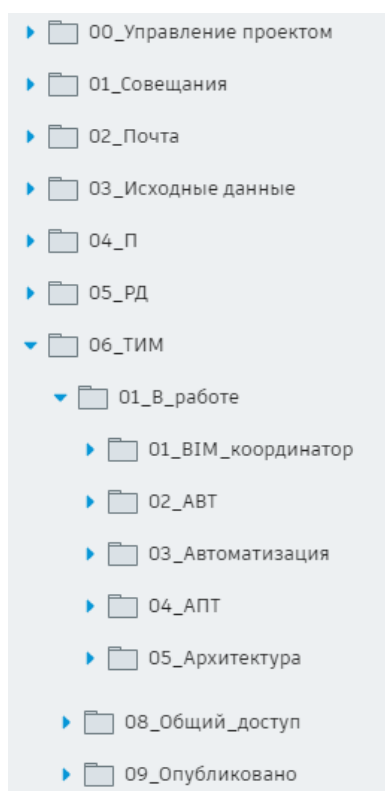 00_Управление проектом
01_Совещания
02_Почта
03_Исходные данные
04_П
05_РД
06_ТИМ
01_В_работе
01_BIM_координатор
02_АВТ
03_Автоматизация
04_АПТ
05_Архитектура
08_Общий_доступ
09_Опубликовано